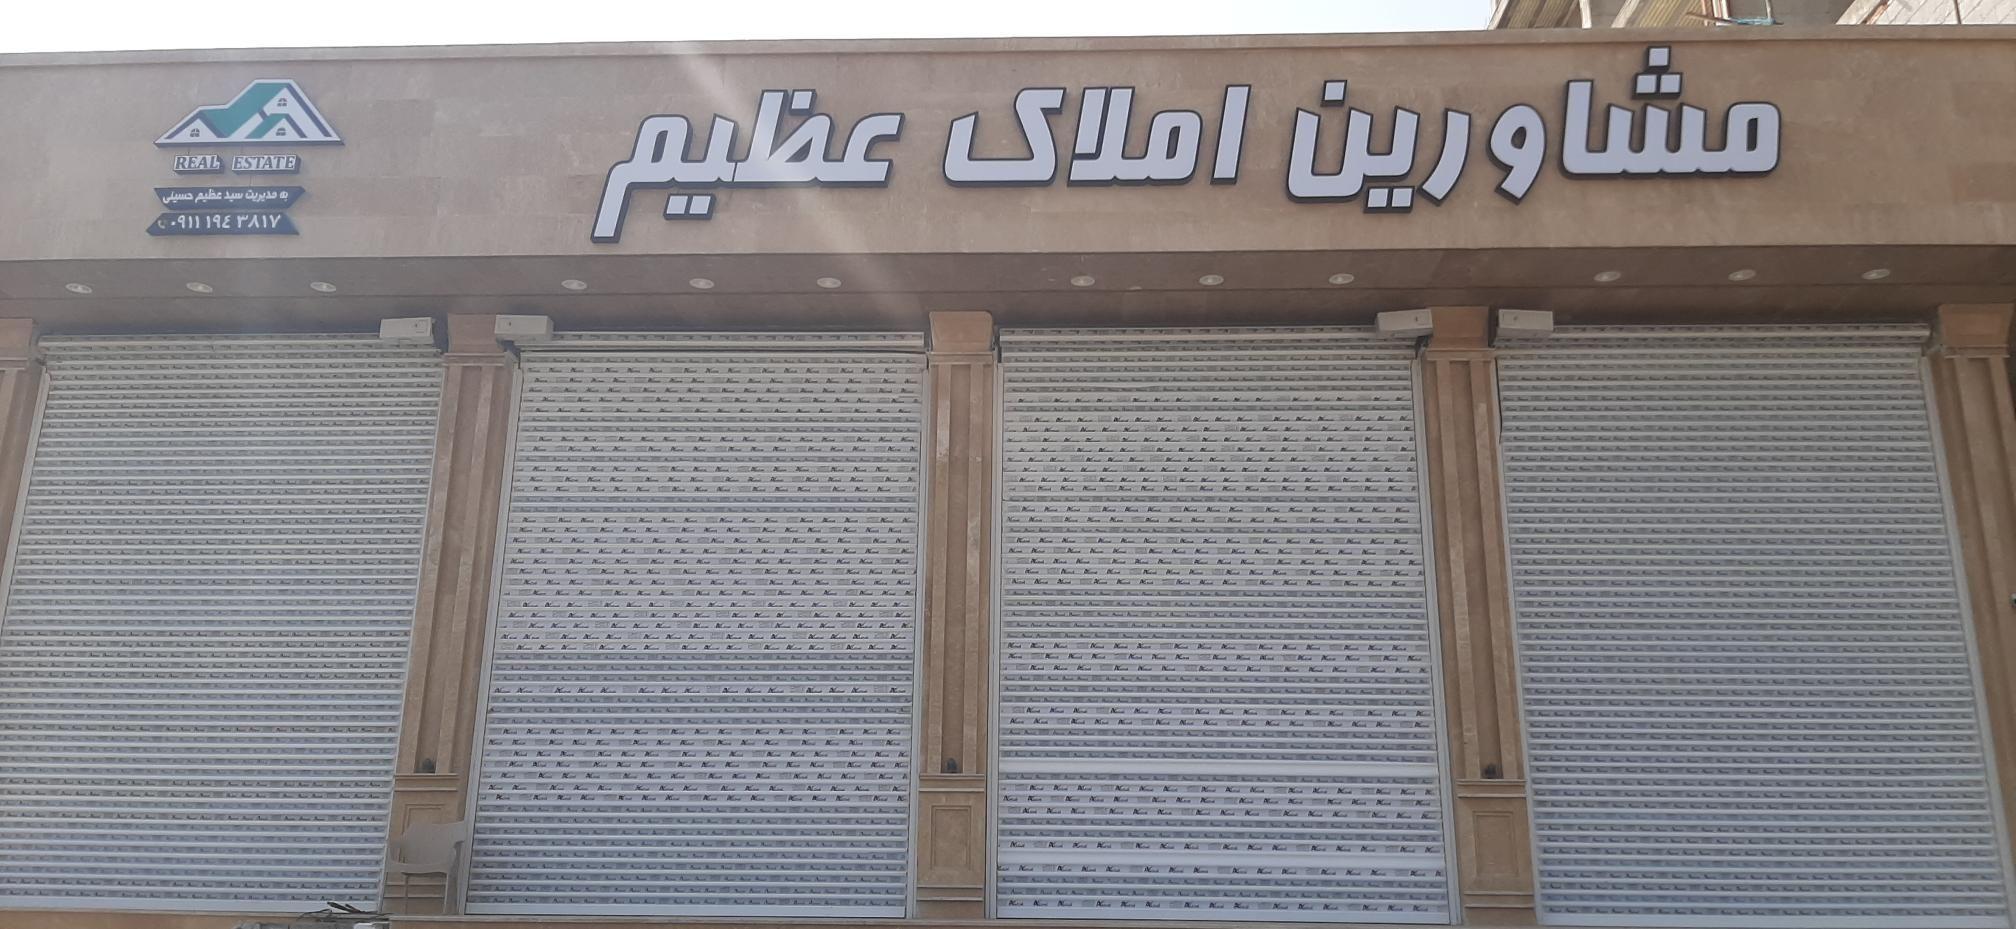 مشاورین املاک عظیم
REAL ESTATE
به مدیریت سید عظیم حسینی
۰۹۱۱ ۱۹۴ ۳۸۱۷